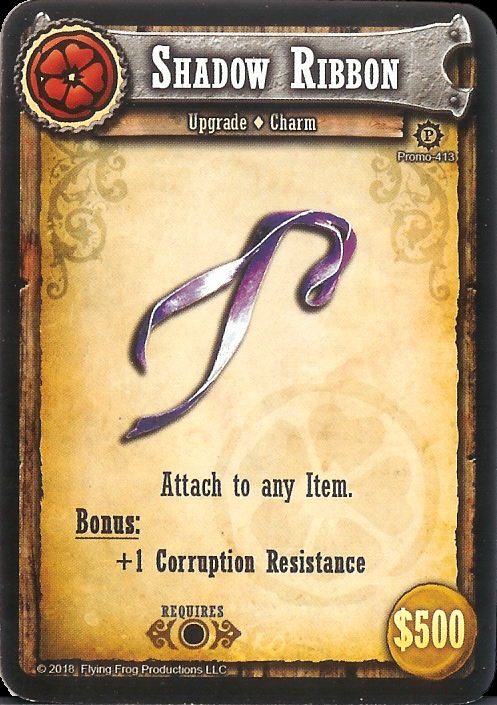 Shadow Ribbon
Upgrade ♦ Charm
P
Promo-413
Attach to any Item.
Bonus:
+1 Corruption Resistance
REQUIRES
$500
© 2018 Flying Frog Productions LLC